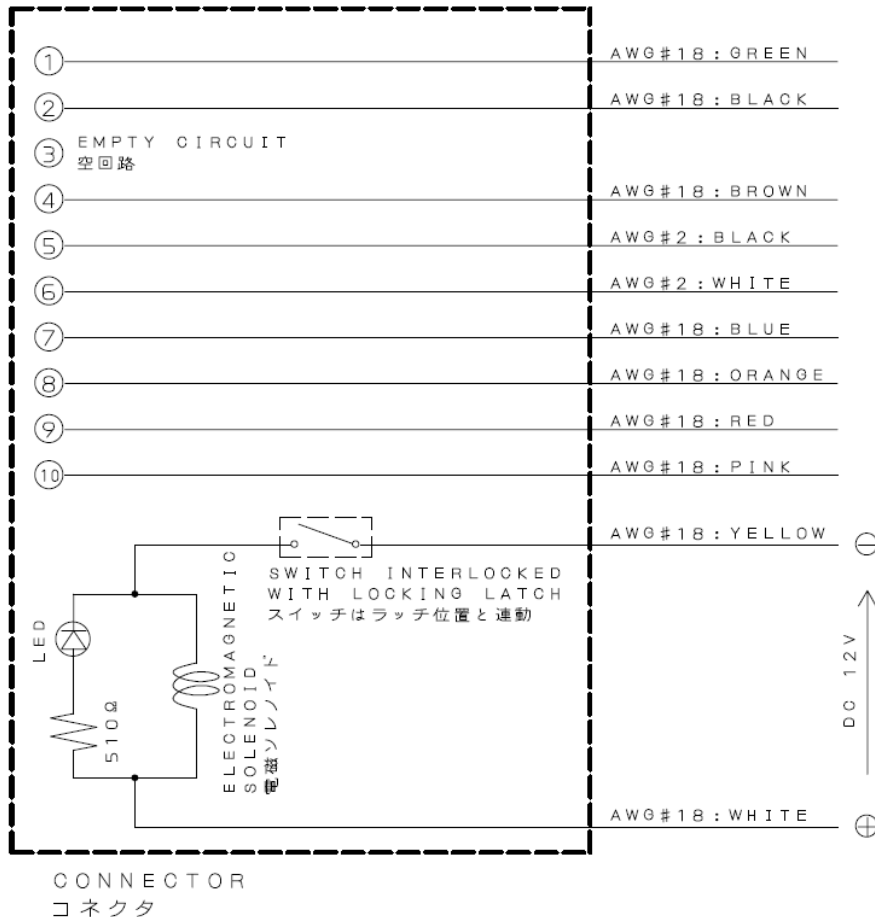 ① AWG#18:GREEN
② AWG#18:BLACK
③ EMPTY CIRCUIT
空回路
④ AWG#18:BROWN
⑤ AWG#2:BLACK
⑥ AWG#2:WHITE
⑦ AWG#18:BLUE
⑧ AWG#18:ORANGE
⑨ AWG#18:RED
⑩ AWG#18:PINK
AWG#18:YELLOW ⊖
SWITCH INTERLOCKED
WITH LOCKING LATCH
スイッチはラッチ位置と連動
LED
510Ω
ELECTROMAGNETIC
SOLENOID
電磁ソレノイド
DC 12V
AWG#18:WHITE ⊕
CONNECTOR
コネクタ